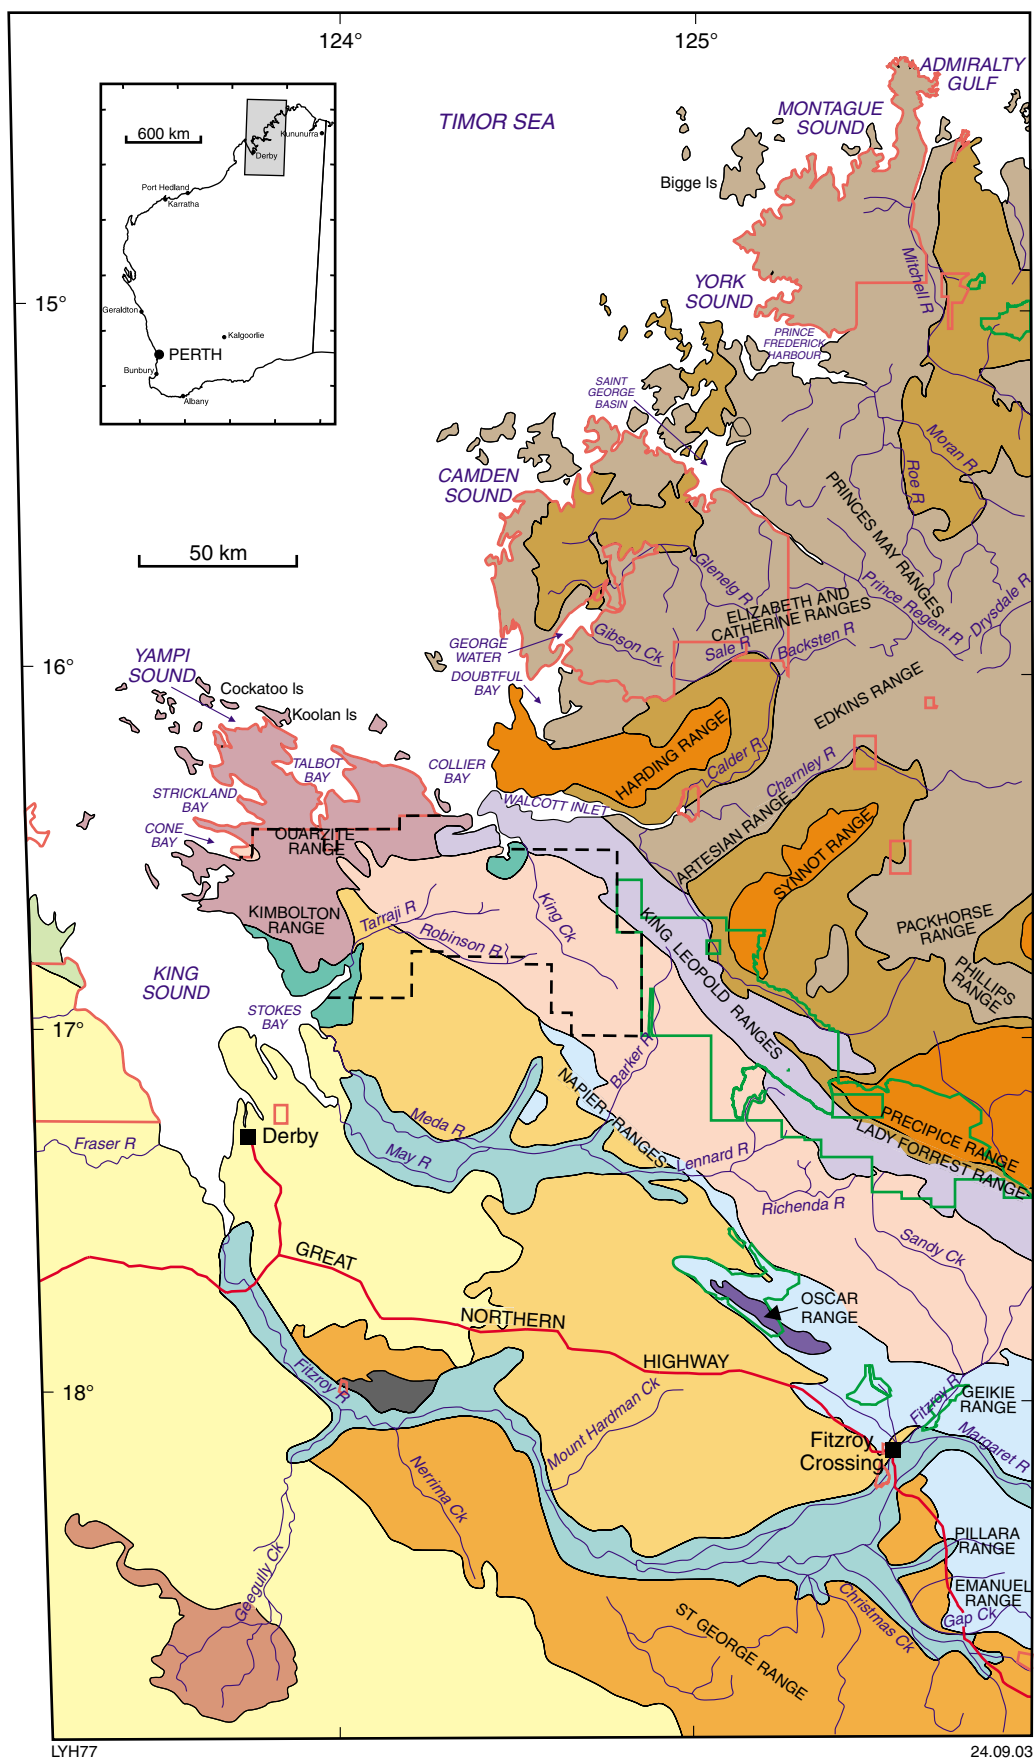 124°
125°
ADMIRALTY
GULF
MONTAGUE
SOUND
TIMOR SEA
600 km
Kununurra
Derby
Port Hedland
Karratha
Geraldton
Kalgoorlie
PERTH
Bunbury
Albany
Bigge Is
Mitchell R
YORK
SOUND
15°
PRINCE
FREDERICK
HARBOUR
SAINT
GEORGE
BASIN
Moran R
Roe R
CAMDEN
SOUND
PRINCES MAY RANGES
50 km
Glenelg R
Prince Regent R
Drysdale R
ELIZABETH AND
CATHERINE RANGES
Gibson Ck
Sale R
Backsten R
GEORGE
WATER
16°
YAMPI
SOUND
DOUBTFUL
BAY
Cockatoo Is
Koolan Is
EDKINS RANGE
HARDING RANGE
Calder R
Charnley R
TALBOT
BAY
COLLIER
BAY
STRICKLAND
BAY
WALCOTT INLET
CONE
BAY
QUARZITE
RANGE
ARTESIAN RANGE
SYNNOT RANGE
KIMBOLTON
RANGE
Tarraji R
Robinson R
King Ck
KING LEOPOLD RANGES
PACKHORSE
RANGE
PHILLIPS
RANGE
KING
SOUND
STOKES
BAY
17°
Barker R
NAPIER RANGES
PRECIPICE RANGE
LADY FORREST RANGE
Meda R
May R
Derby
Fraser R
Lennard R
Richenda R
Sandy Ck
GREAT
NORTHERN
HIGHWAY
OSCAR
RANGE
Fitzroy R
18°
Fitzroy R
GEIKIE
RANGE
Mount Hardman Ck
Margaret R
Fitzroy
Crossing
Nerrima Ck
PILLARA
RANGE
Geegully Ck
EMANUEL
RANGE
Christmas Ck
Gap Ck
ST GEORGE RANGE
LYH77
24.09.03